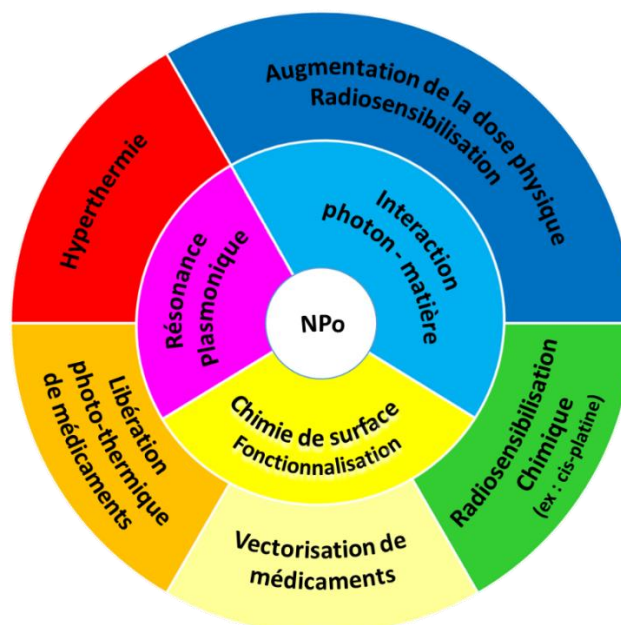 Augmentation de la dose physique
Radiosensibilisation
Hyperthermie
Interaction
photon - matière
Résonance
Plasmonique
NPo
Chimie de surface
Fonctionnalisation
Libération
photo-thermique
de médicaments
Radiosensibilisation
Chimique
(ex : cis-platine)
Vectorisation de
médicaments